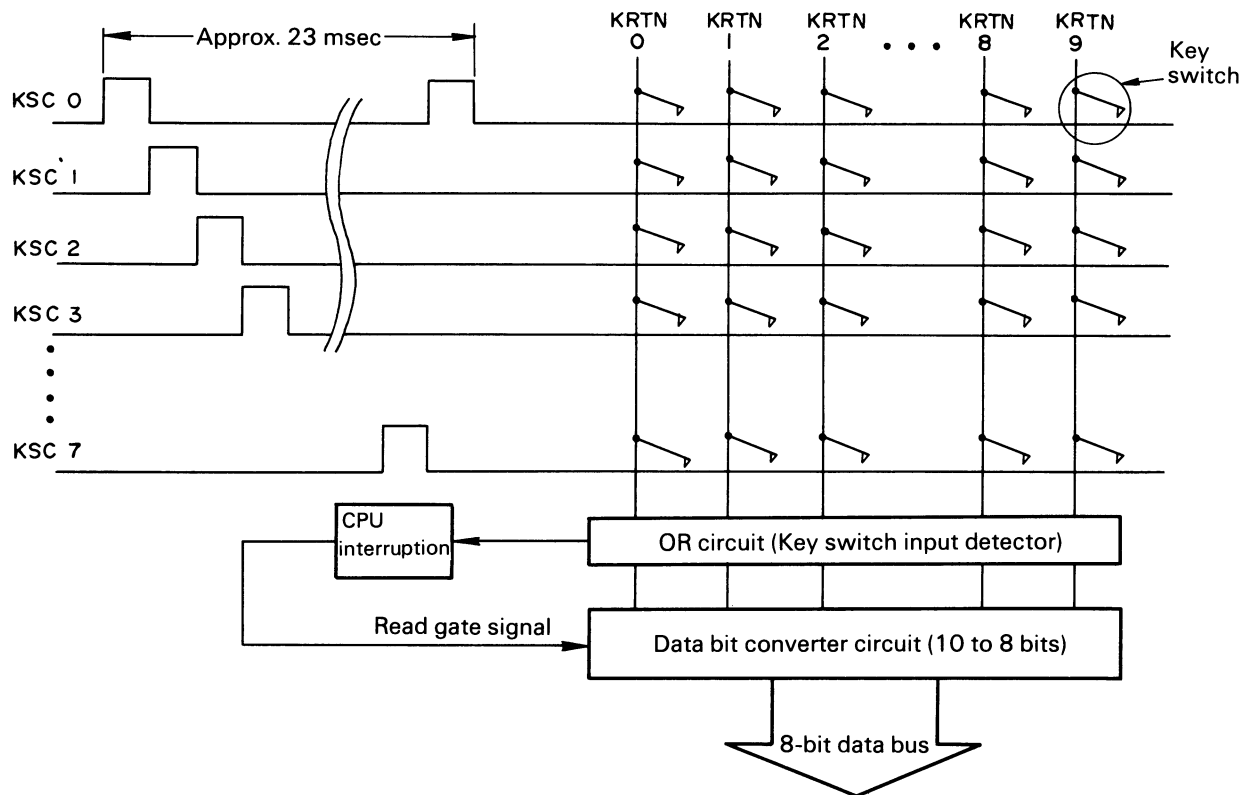 Approx. 23 msec
KRTN 0
KRTN 1
KRTN 2
KRTN 8
KRTN 9
Key switch
KSC 0
KSC 1
KSC 2
KSC 3
KSC 7
CPU interruption
OR circuit (Key switch input detector)
Read gate signal
Data bit converter circuit (10 to 8 bits)
8-bit data bus